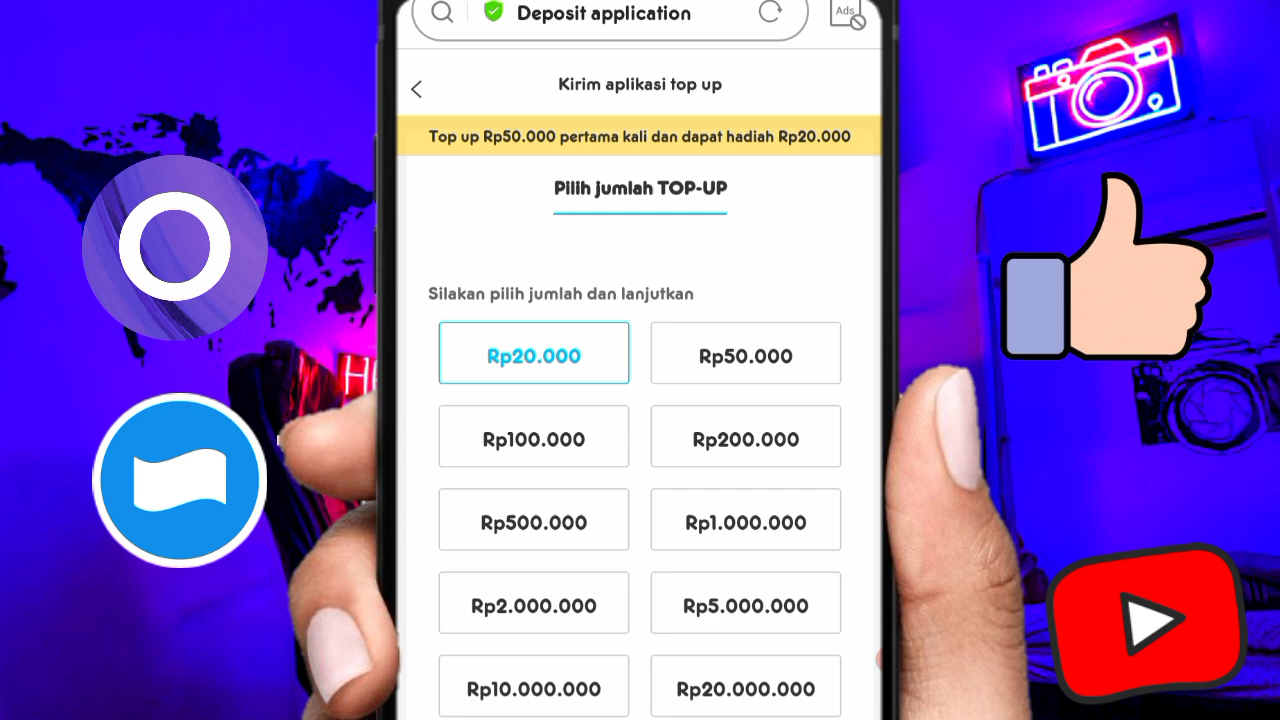 Deposit application
Ads
Kirim aplikasi top up
Top up Rp50.000 pertama kali dan dapat hadiah Rp20.000
Pilih jumlah TOP-UP
Silakan pilih jumlah dan lanjutkan
Rp20.000 Rp50.000
Rp100.000 Rp200.000
Rp500.000 Rp1.000.000
Rp2.000.000 Rp5.000.000
Rp10.000.000 Rp20.000.000